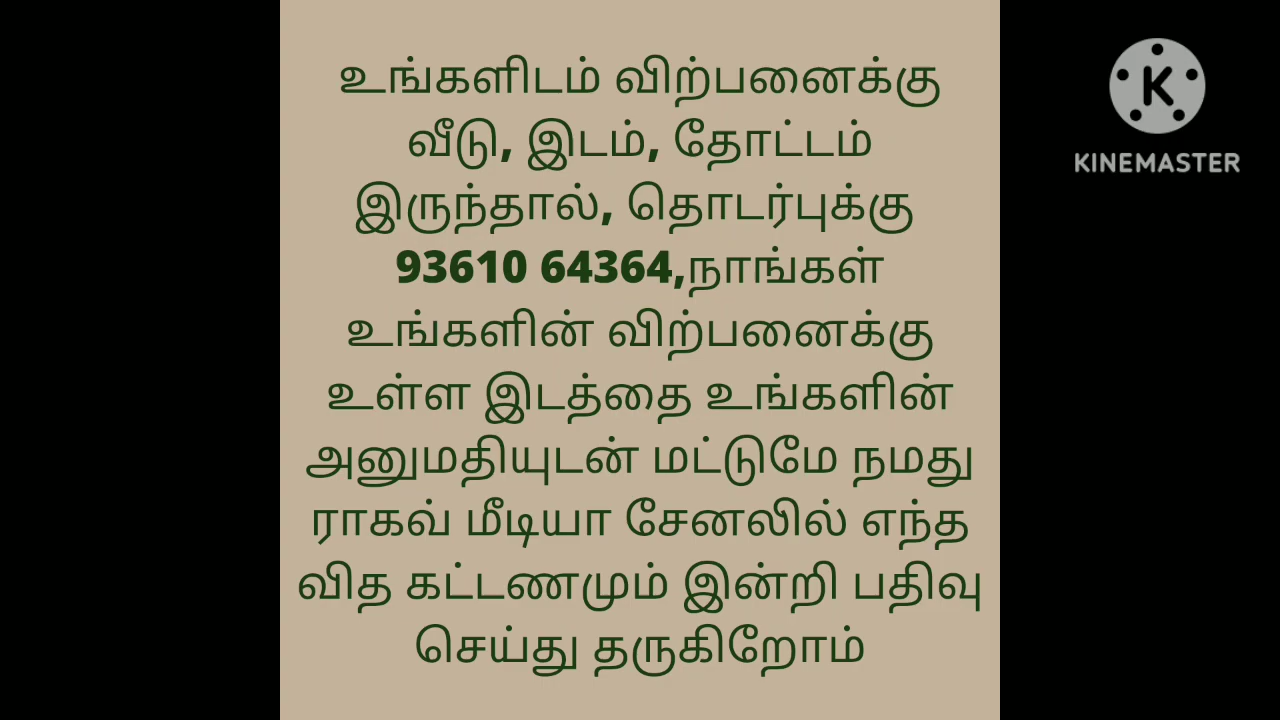 உங்களிடம் விற்பனைக்கு
வீடு, இடம், தோட்டம்
இருந்தால், தொடர்புக்கு
93610 64364,நாங்கள்
உங்களின் விற்பனைக்கு
உள்ள இடத்தை உங்களின்
அனுமதியுடன் மட்டுமே நமது
ராகவ் மீடியா சேனலில் எந்த
வித கட்டணமும் இன்றி பதிவு
செய்து தருகிறோம்
K
KINEMASTER